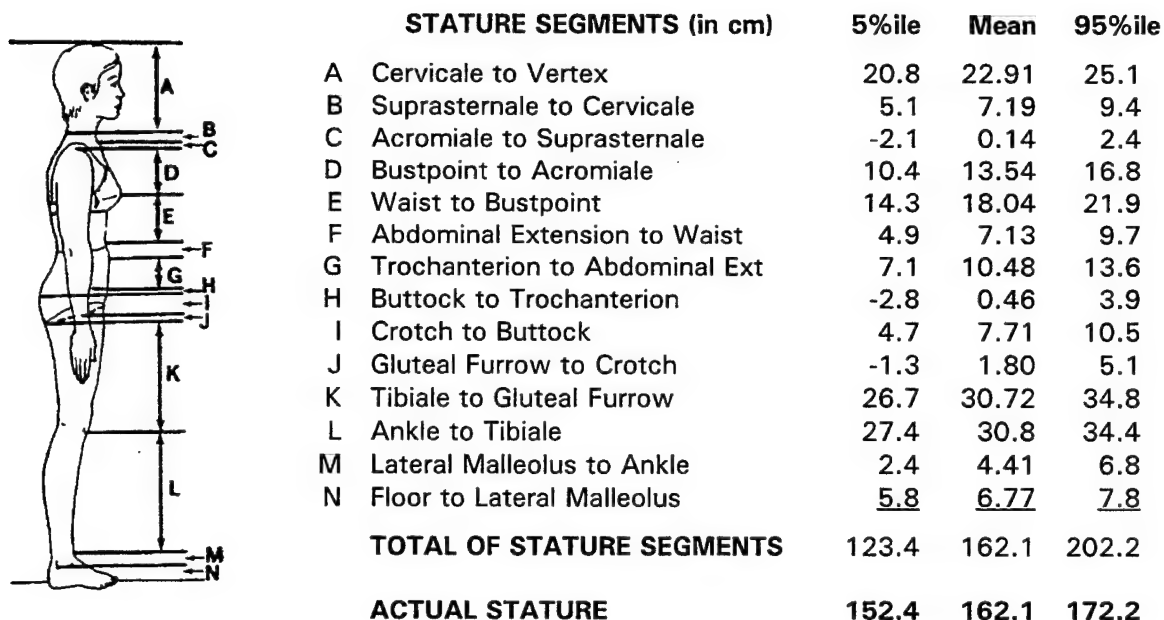 STATURE SEGMENTS (in cm) 5%ile Mean 95%ile
A Cervicale to Vertex 20.8 22.91 25.1
B Suprasternale to Cervicale 5.1 7.19 9.4
C Acromiale to Suprasternale -2.1 0.14 2.4
D Bustpoint to Acromiale 10.4 13.54 16.8
E Waist to Bustpoint 14.3 18.04 21.9
F Abdominal Extension to Waist 4.9 7.13 9.7
G Trochanterion to Abdominal Ext 7.1 10.48 13.6
H Buttock to Trochanterion -2.8 0.46 3.9
I Crotch to Buttock 4.7 7.71 10.5
J Gluteal Furrow to Crotch -1.3 1.80 5.1
K Tibiale to Gluteal Furrow 26.7 30.72 34.8
L Ankle to Tibiale 27.4 30.8 34.4
M Lateral Malleolus to Ankle 2.4 4.41 6.8
N Floor to Lateral Malleolus 5.8 6.77 7.8
TOTAL OF STATURE SEGMENTS 123.4 162.1 202.2
ACTUAL STATURE 152.4 162.1 172.2
A
B
C
D
E
F
G
H
I
J
K
L
M
N